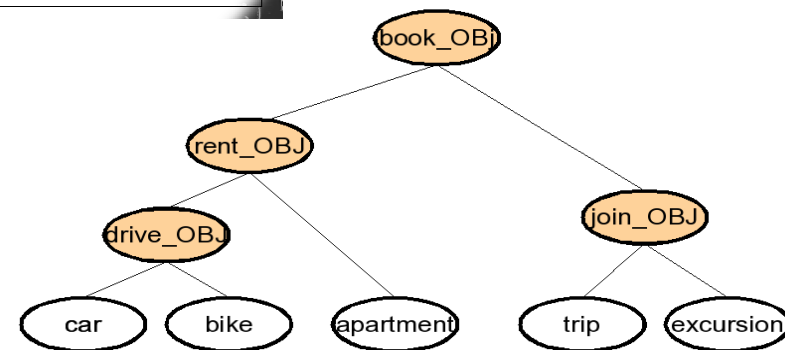 book_OBj
rent_OBJ
join_OBJ
drive_OBJ
car
bike
apartment
trip
excursion